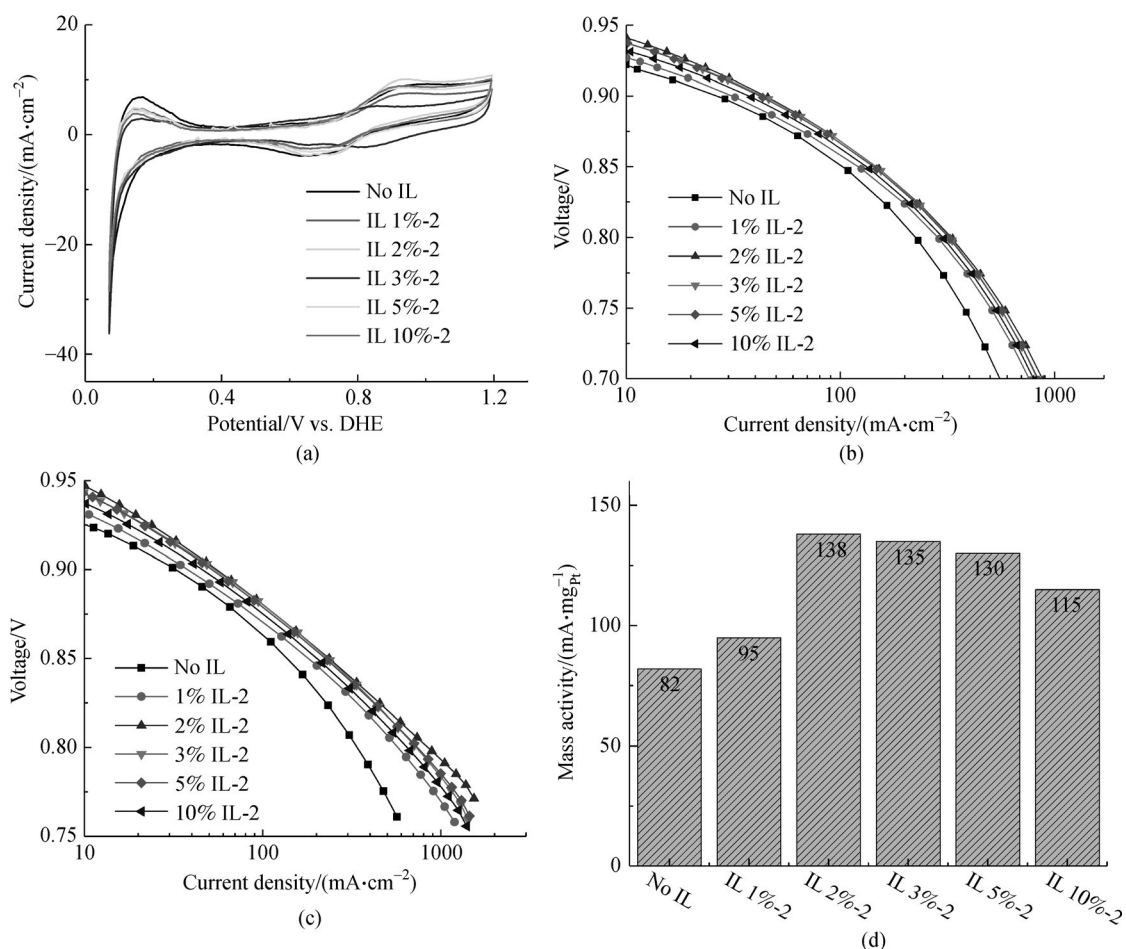 20
0
−20
−40
Current density/(mA·cm−2)
No IL
IL 1%-2
IL 2%-2
IL 3%-2
IL 5%-2
IL 10%-2
0.0 0.4 0.8 1.2
Potential/V vs. DHE
(a)
0.95
0.90
0.85
0.80
0.75
0.70
Voltage/V
No IL
1% IL-2
2% IL-2
3% IL-2
5% IL-2
10% IL-2
10 100 1000
Current density/(mA·cm−2)
(b)
0.95
0.90
0.85
0.80
0.75
Voltage/V
No IL
1% IL-2
2% IL-2
3% IL-2
5% IL-2
10% IL-2
10 100 1000
Current density/(mA·cm−2)
(c)
150
100
50
0
Mass activity/(mA·mg−1Pt)
82 95 138 135 130 115
No IL IL 1%-2 IL 2%-2 IL 3%-2 IL 5%-2 IL 10%-2
(d)